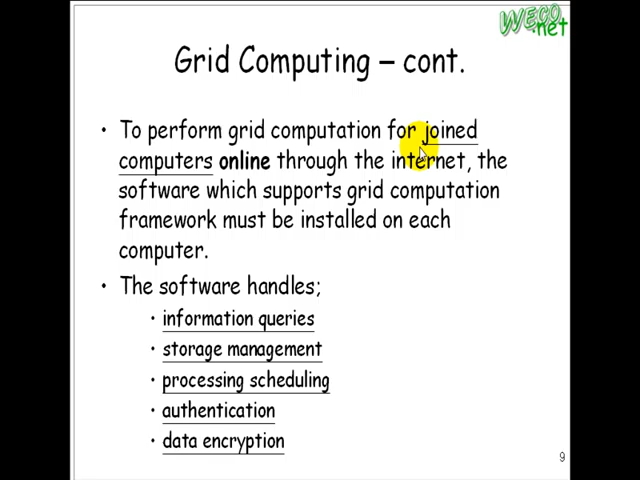 WECO
.net
Grid Computing – cont.
• To perform grid computation for joined
computers online through the internet, the
software which supports grid computation
framework must be installed on each
computer.
• The software handles;
• information queries
• storage management
• processing scheduling
• authentication
• data encryption
9